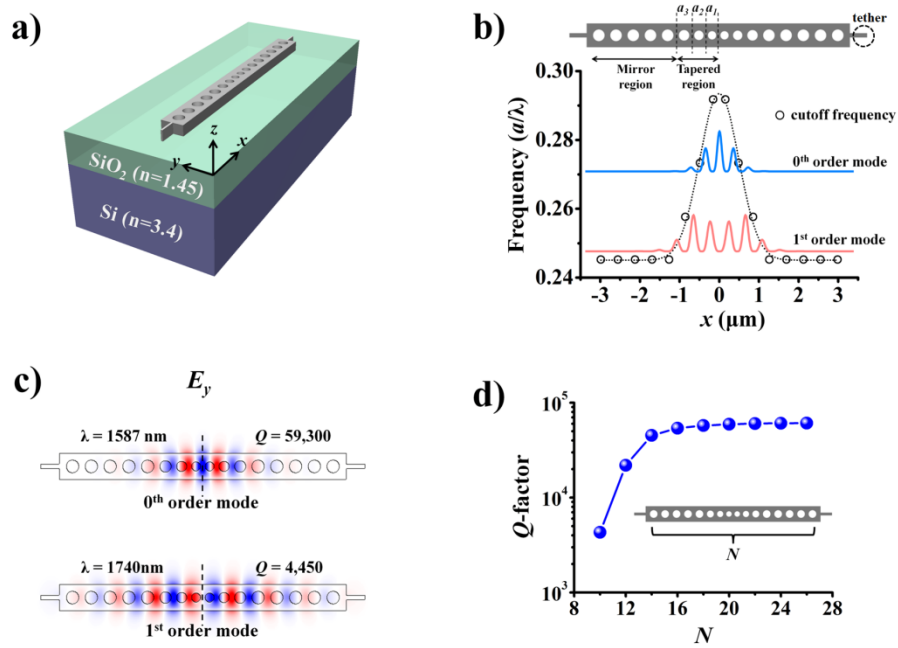 a)
z
x
y
SiO2 (n=1.45)
Si (n=3.4)
b)
a3 a2 a1
tether
Mirror region
Tapered region
cutoff frequency
0th order mode
1st order mode
Frequency (a/λ)
0.30
0.28
0.26
0.24
-3 -2 -1 0 1 2 3
x (μm)
c)
Ey
λ = 1587 nm Q = 59,300
0th order mode
λ = 1740nm Q = 4,450
1st order mode
d)
Q-factor
10^5
10^4
10^3
N
8 12 16 20 24 28
N